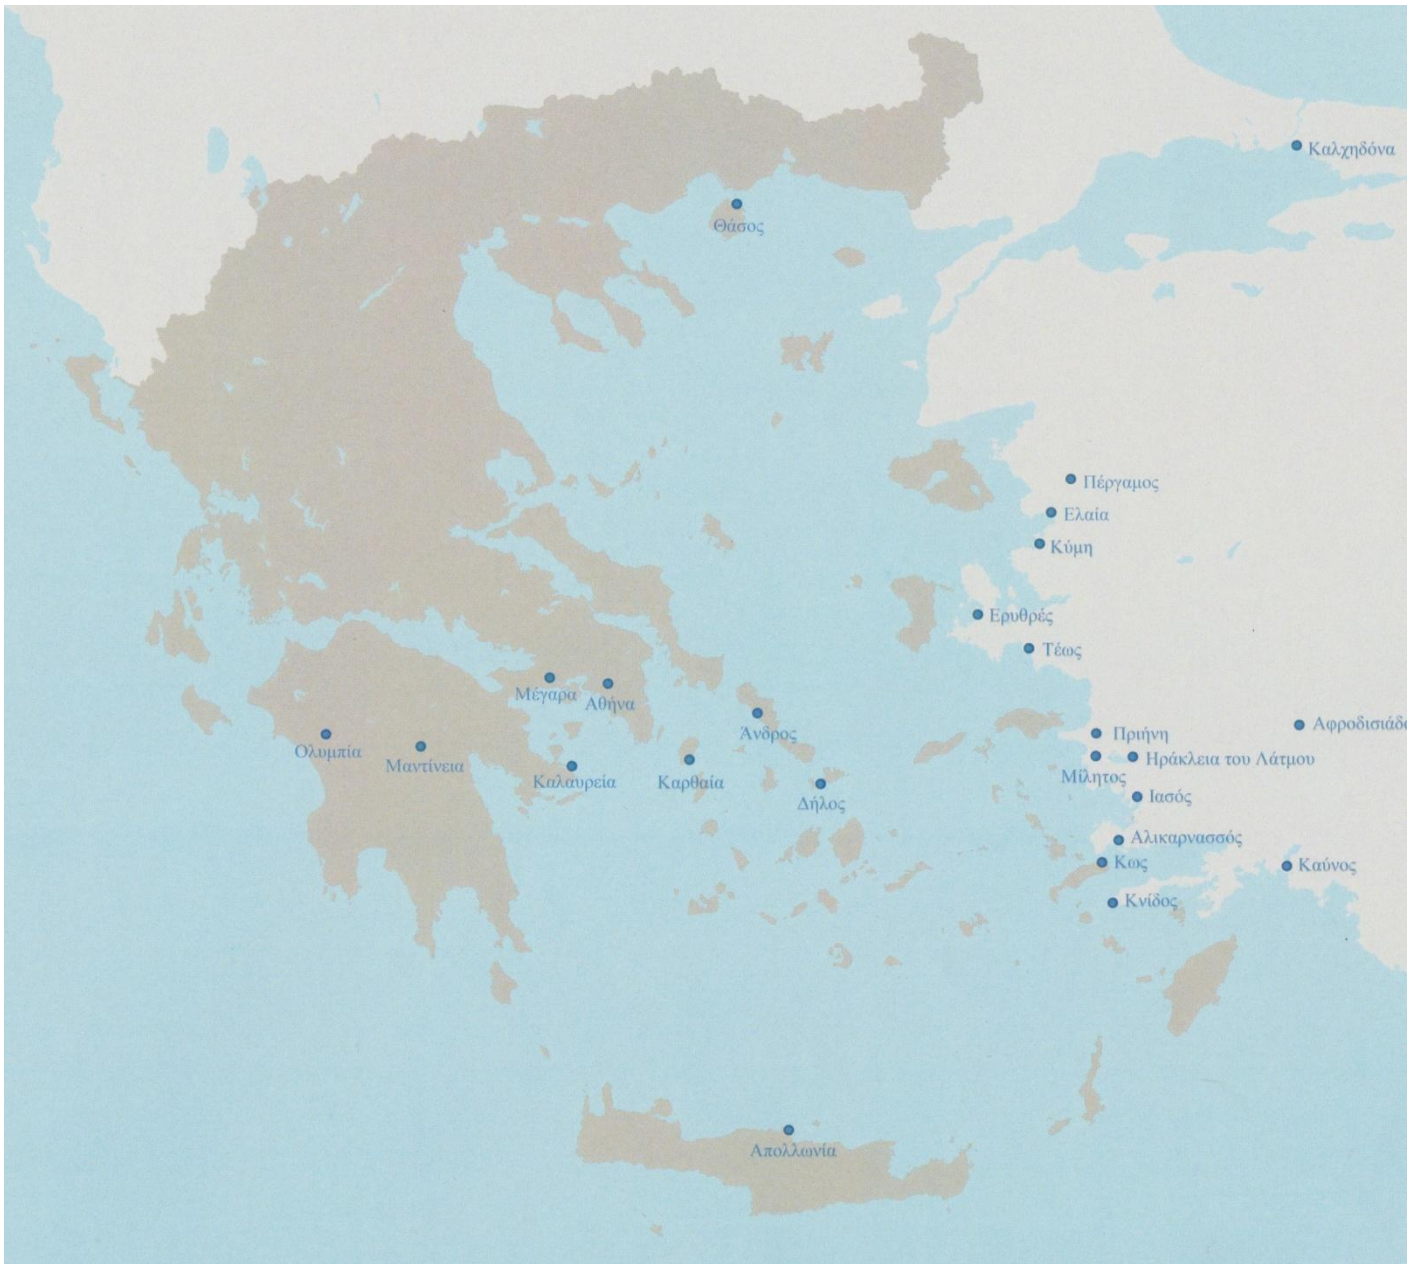 Καλχηδόνα
Θάσος
Πέργαμος
Ελαία
Κύμη
Ερυθρές
Τέως
Μέγαρα
Αθήνα
Άνδρος
Αφροδισιάδα
Πριήνη
Ολυμπία
Μαντίνεια
Ηράκλεια του Λάτμου
Μίλητος
Καλαυρεία
Καρθαία
Δήλος
Ιασός
Αλικαρνασσός
Κως
Καύνος
Κνίδος
Απολλωνία